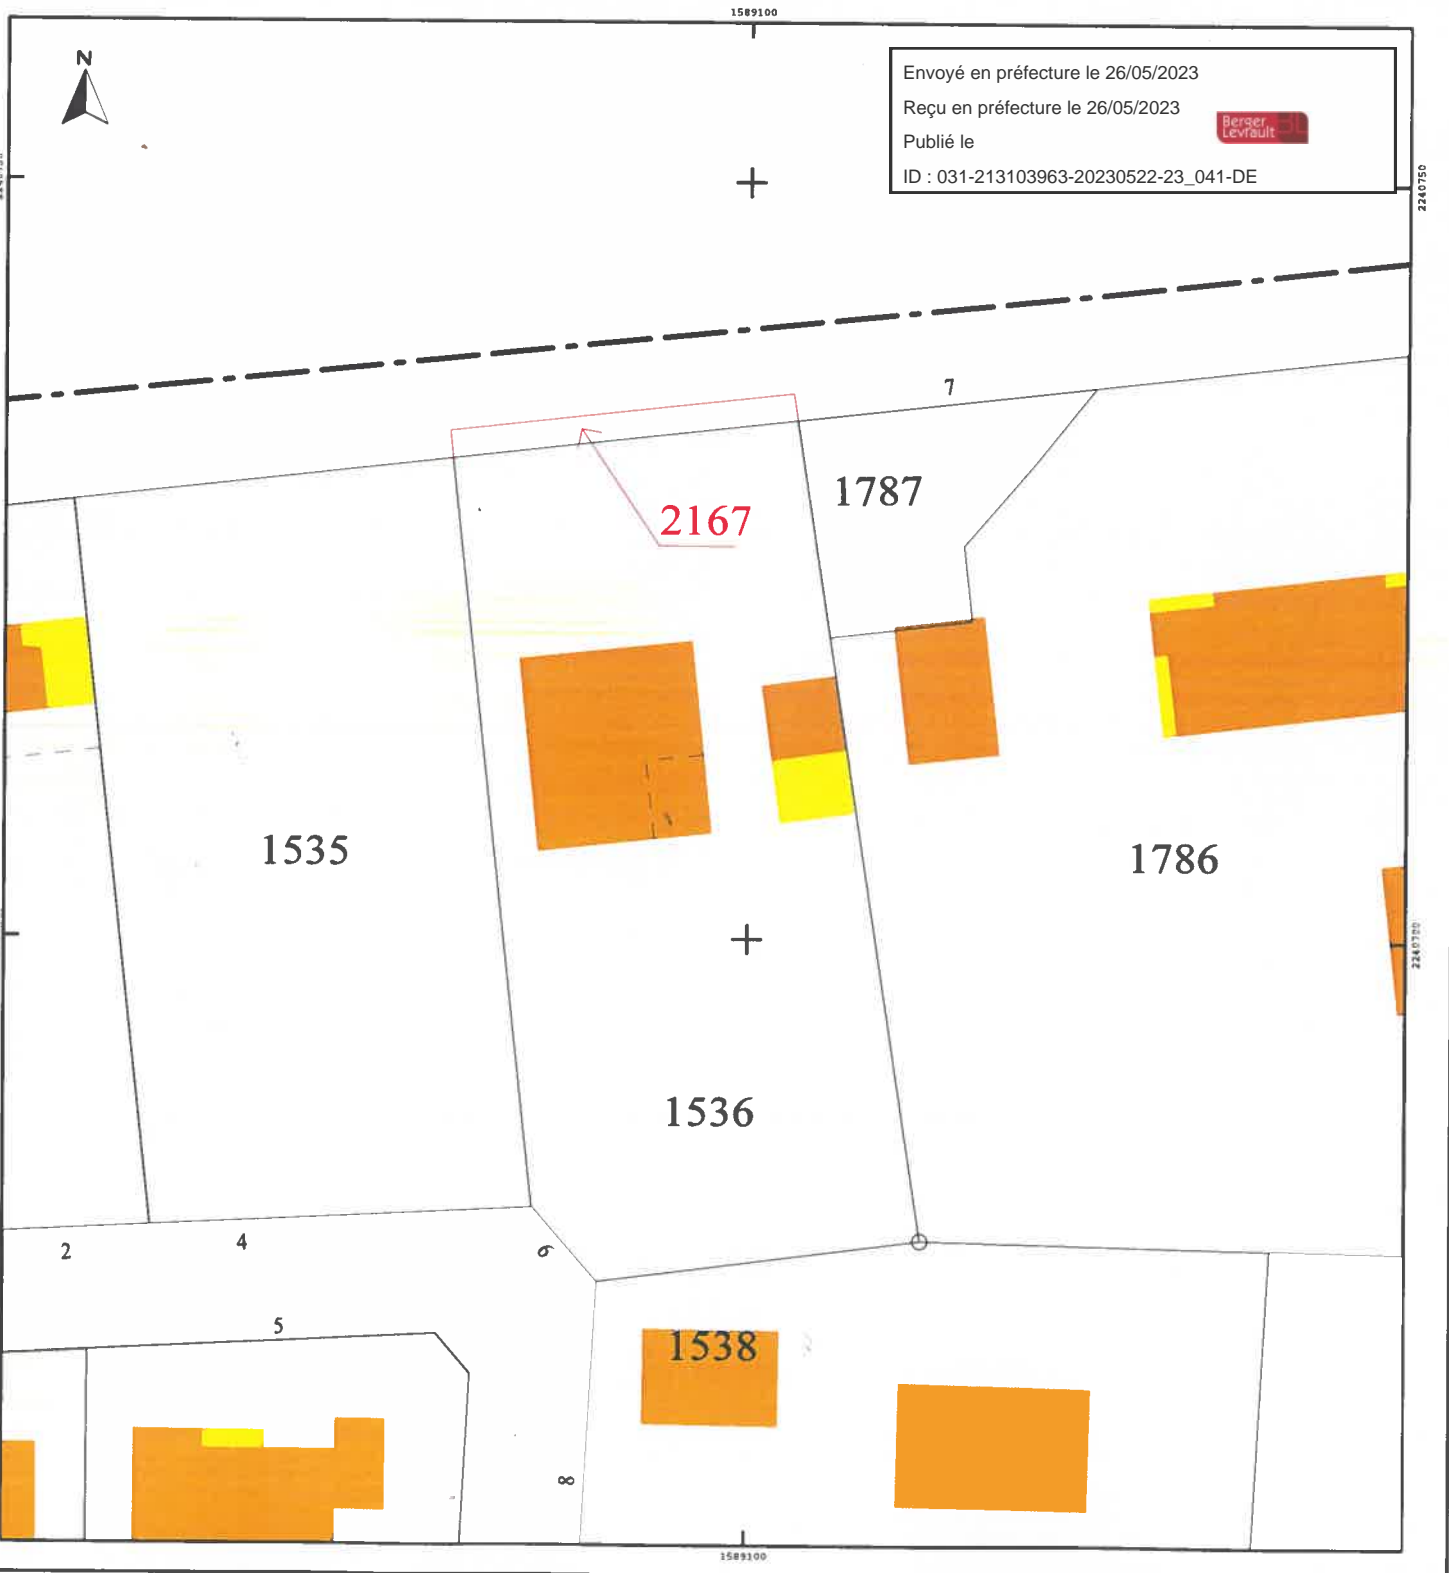 1589100
N
Envoyé en préfecture le 26/05/2023
Reçu en préfecture le 26/05/2023
Berger
Levrault
Publié le
ID : 031-213103963-20230522-23_041-DE
2240750
7
1787
2167
1535
1786
2240700
1536
2
4
6
5
1538
8
1589100